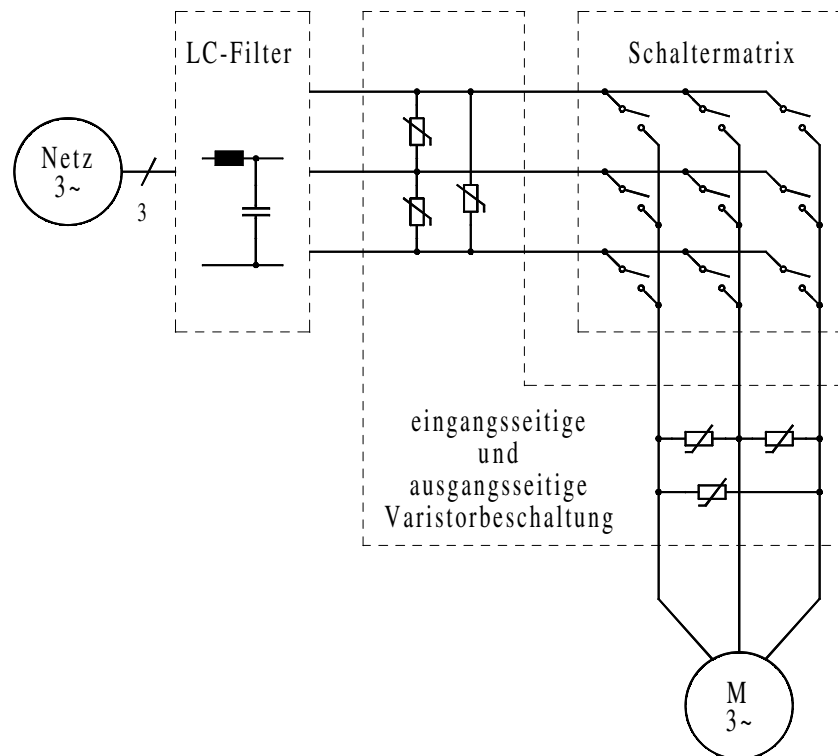 LC-Filter
Schaltermatrix
Netz
3~
3
eingangsseitige
und
ausgangsseitige
Varistorbeschaltung
M
3~